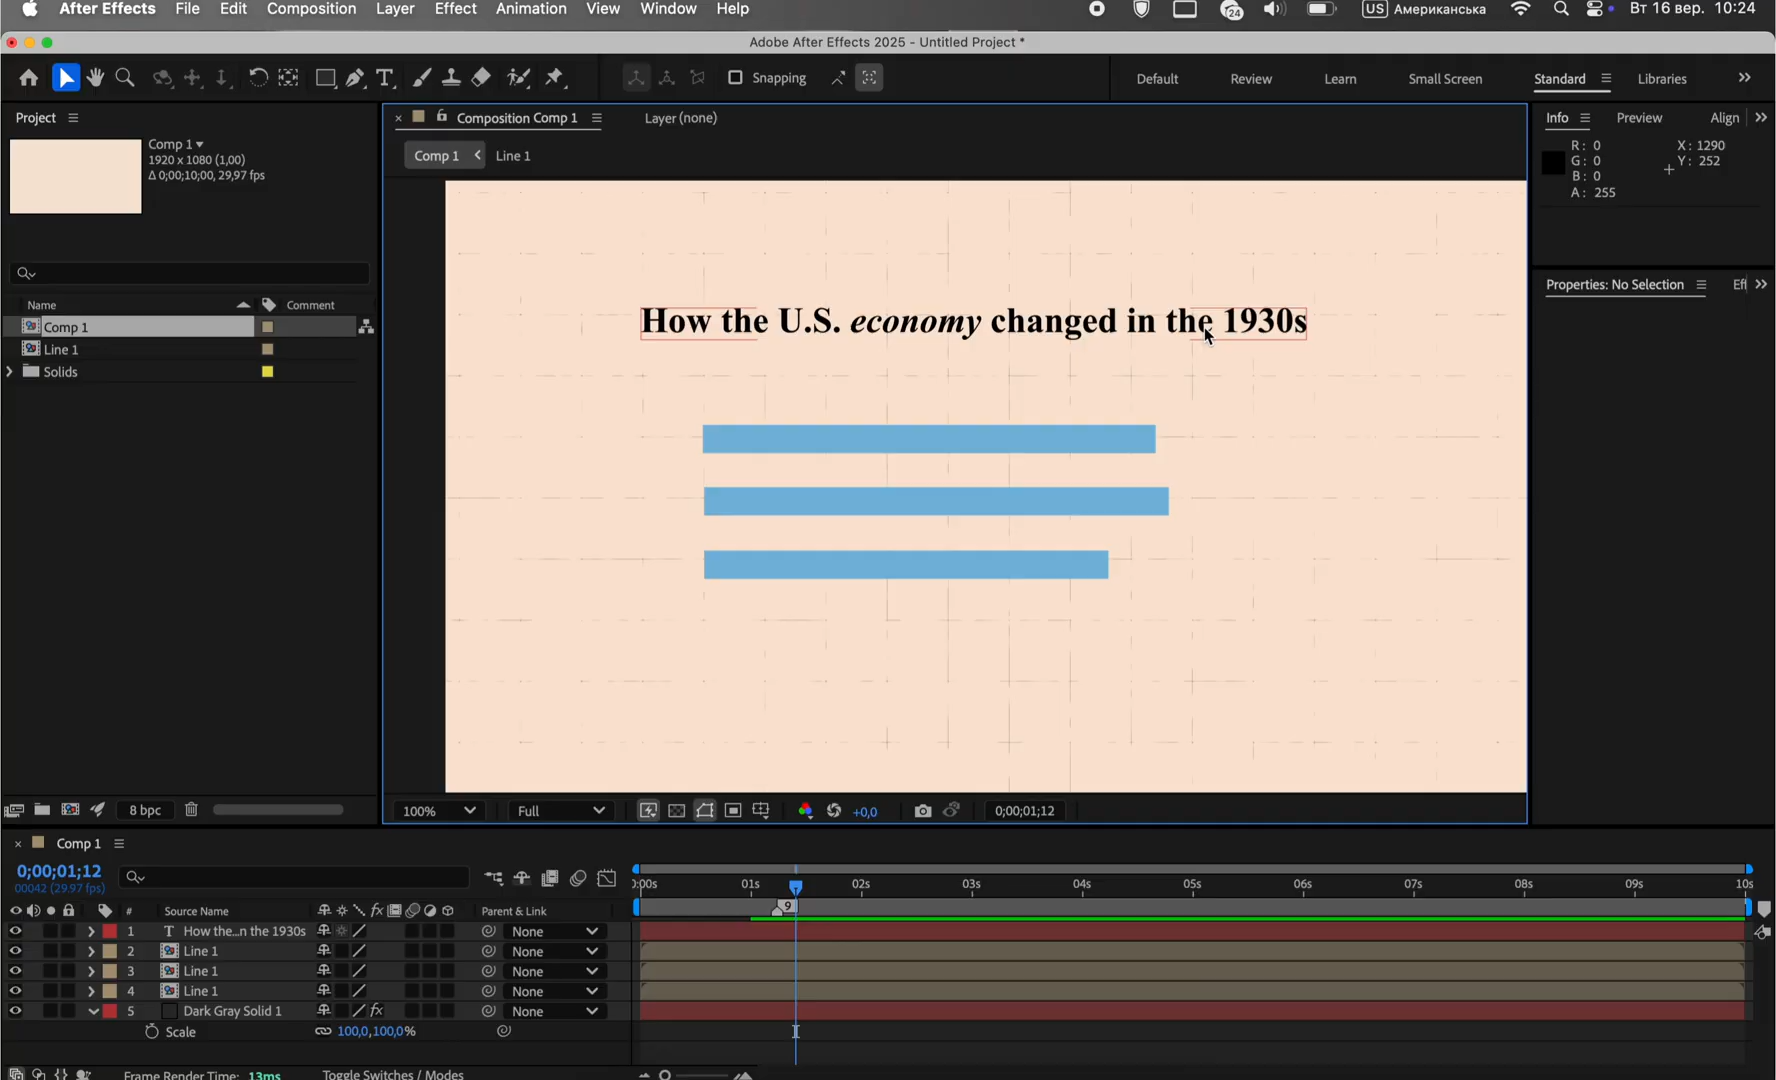 After Effects File Edit Composition Layer Effect Animation View Window Help 24 US Американська Вт 16 вер. 10:24
Adobe After Effects 2025 - Untitled Project *
Snapping Default Review Learn Small Screen Standard Libraries
Project
Comp 1
1920 x 1080 (1,00)
Δ 0;00;10;00, 29,97 fps
Name Comment
Comp 1
Line 1
Solids
Composition Comp 1 Layer (none)
Comp 1 Line 1
How the U.S. economy changed in the 1930s
Info Preview Align
R: 0 X: 1290
G: 0 Y: 252
B: 0
A: 255
Properties: No Selection Eff
8 bpc
100% Full +0,0 0;00;01;12
Comp 1
0;00;01;12
00042 (29.97 fps)
):00s 01s 02s 03s 04s 05s 06s 07s 08s 09s 10s
9
# Source Name fx Parent & Link
1 T How the...n the 1930s None
2 Line 1 None
3 Line 1 None
4 Line 1 None
5 Dark Gray Solid 1 fx None
Scale 100,0,100,0%
Frame Render Time: 13ms Toggle Switches / Modes